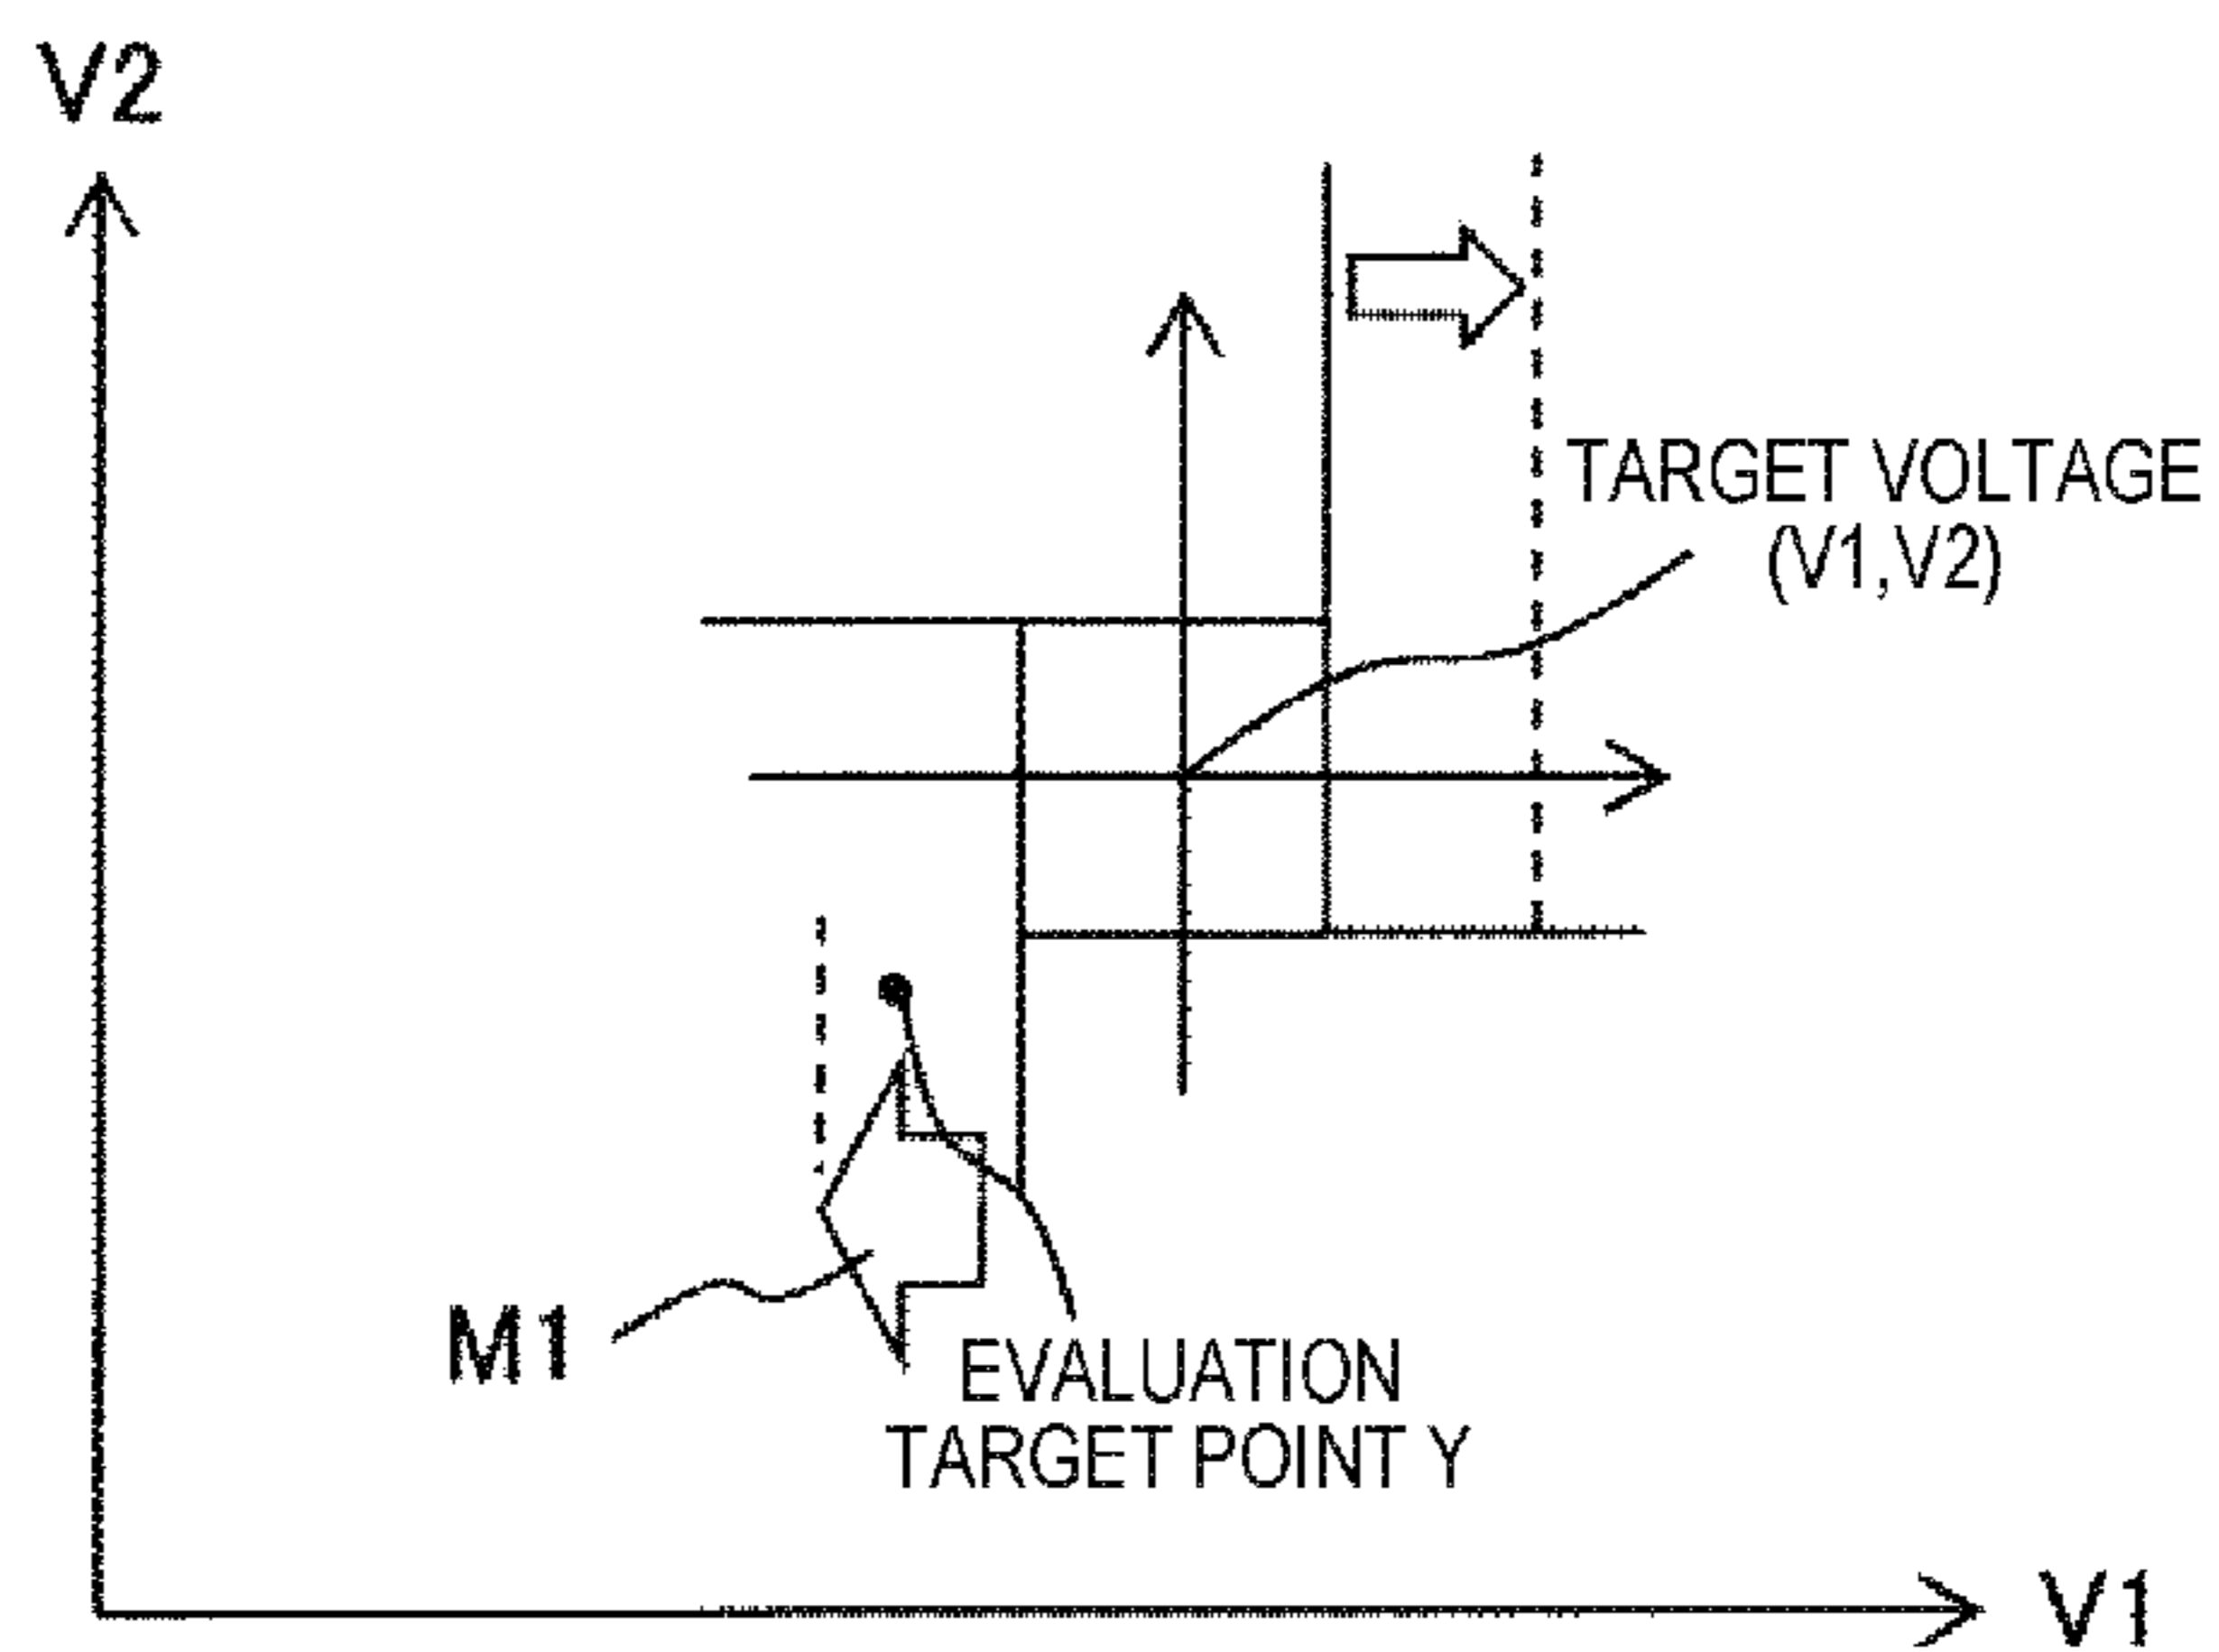 V2
TARGET VOLTAGE
(V1,V2)
M1
EVALUATION
TARGET POINT Y
V1